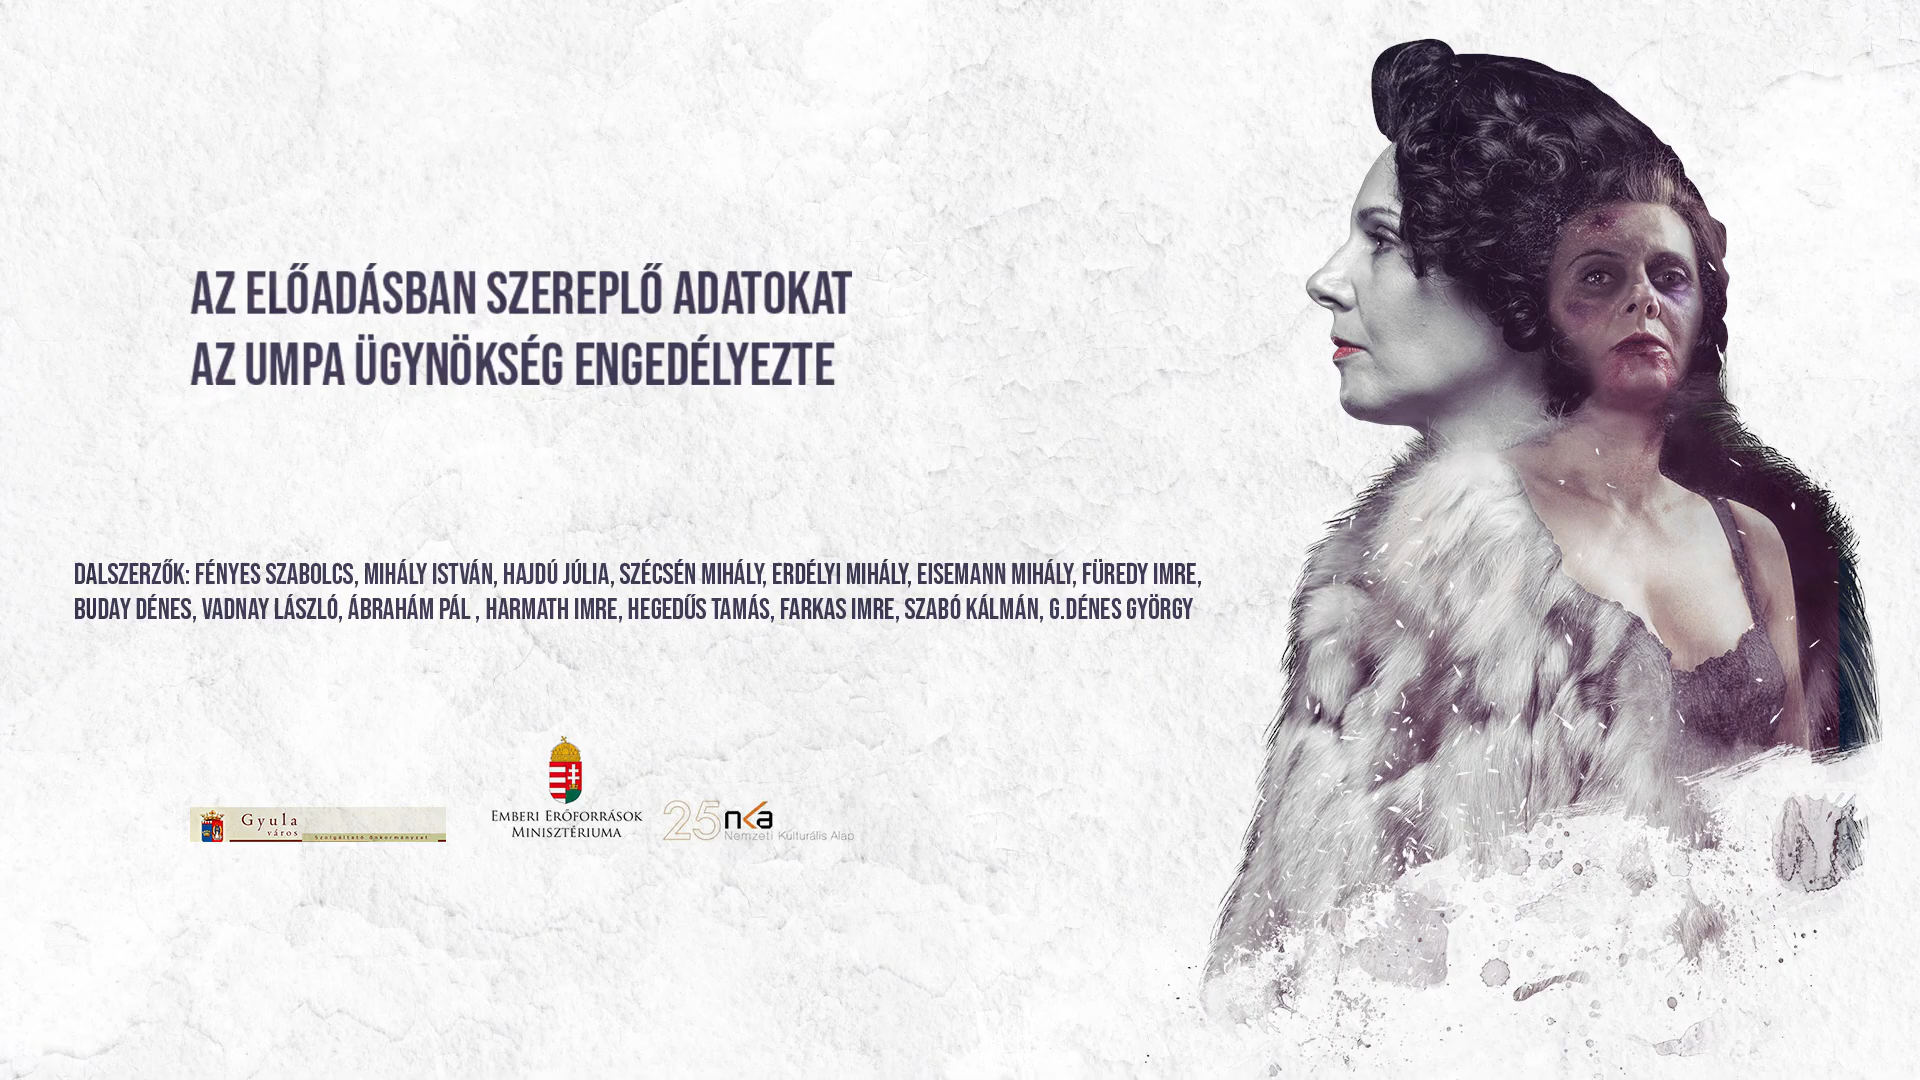 AZ ELŐADÁSBAN SZEREPLŐ ADATOKAT
AZ UMPA ÜGYNÖKSÉG ENGEDÉLYEZTE
DALSZERZŐK: FÉNYES SZABOLCS, MIHÁLY ISTVÁN, HAJDÚ JÚLIA, SZÉCSÉN MIHÁLY, ERDÉLYI MIHÁLY, EISEMANN MIHÁLY, FÜREDY IMRE,
BUDAY DÉNES, VADNAY LÁSZLÓ, ÁBRAHÁM PÁL , HARMATH IMRE, HEGEDŰS TAMÁS, FARKAS IMRE, SZABÓ KÁLMÁN, G.DÉNES GYÖRGY
Gyula
város
Szolgáltató Önkormányzat
EMBERI ERŐFORRÁSOK
MINISZTÉRIUMA
25 nka
Nemzeti Kulturális Alap